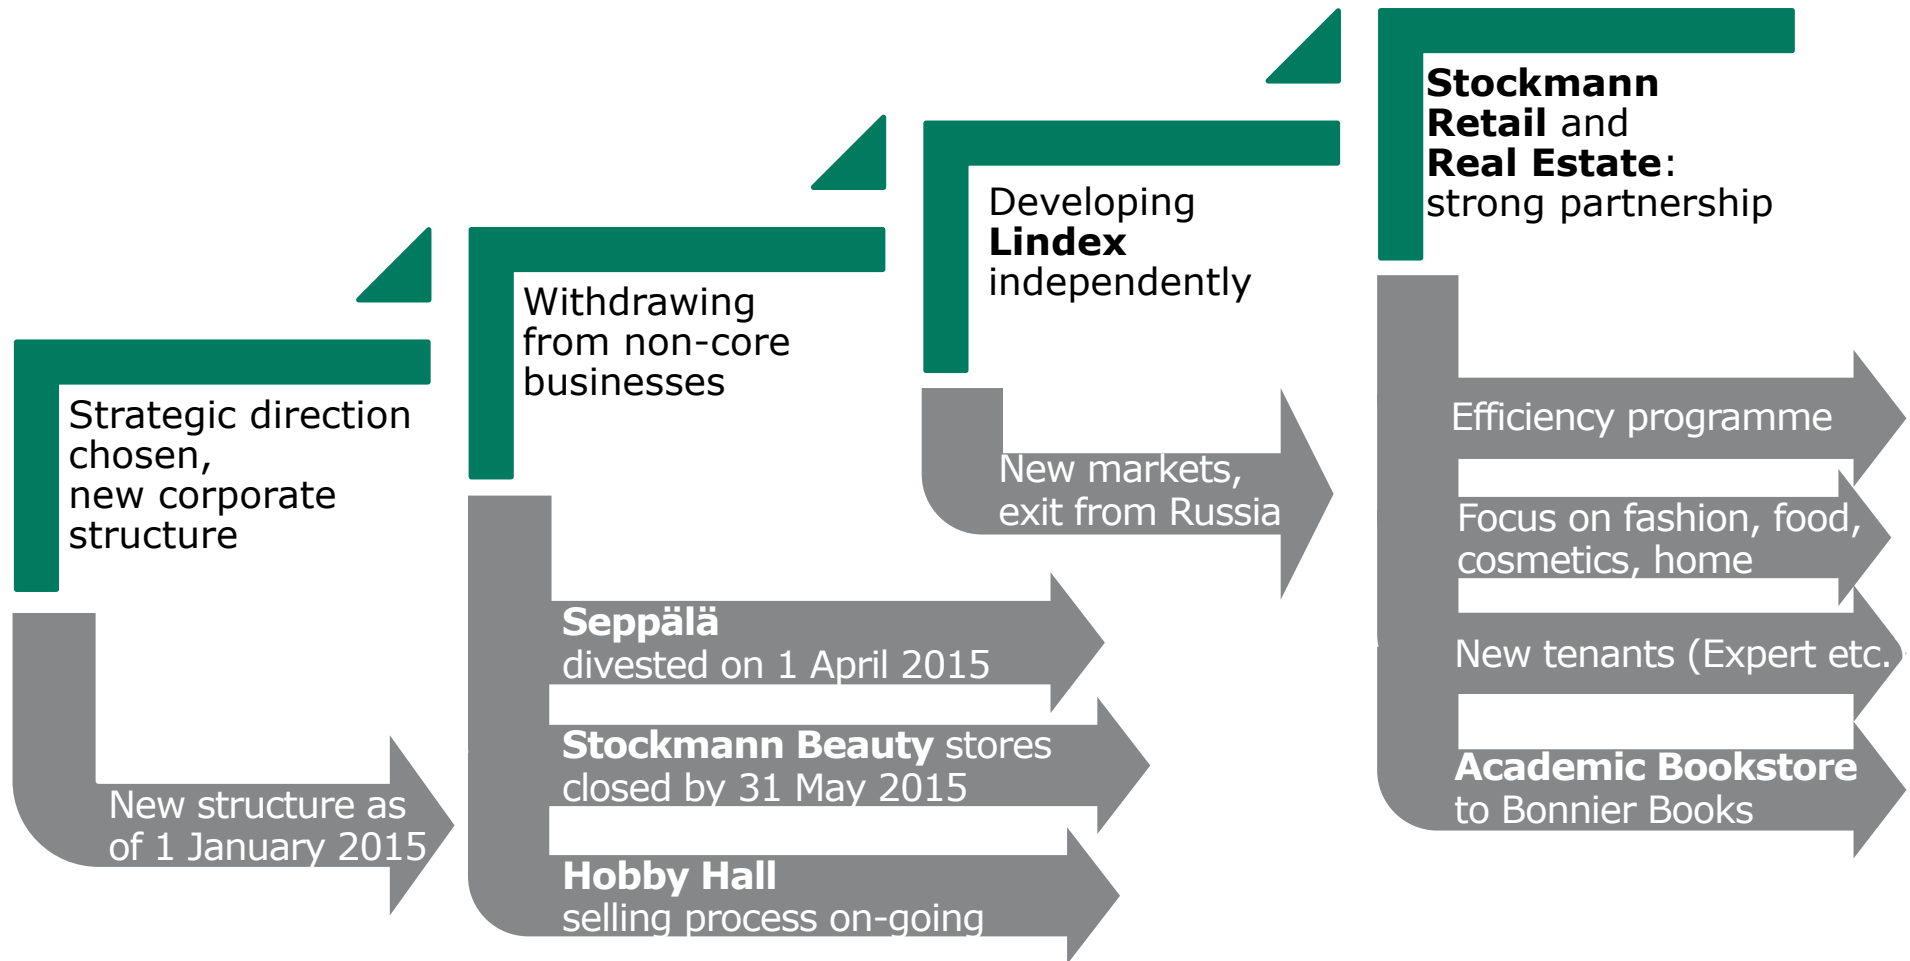 Strategic direction
chosen,
new corporate
structure
New structure as
of 1 January 2015
Withdrawing
from non-core
businesses
Seppälä
divested on 1 April 2015
Stockmann Beauty stores
closed by 31 May 2015
Hobby Hall
selling process on-going
Developing
Lindex
independently
New markets,
exit from Russia
Stockmann
Retail and
Real Estate:
strong partnership
Efficiency programme
Focus on fashion, food,
cosmetics, home
New tenants (Expert etc.
Academic Bookstore
to Bonnier Books